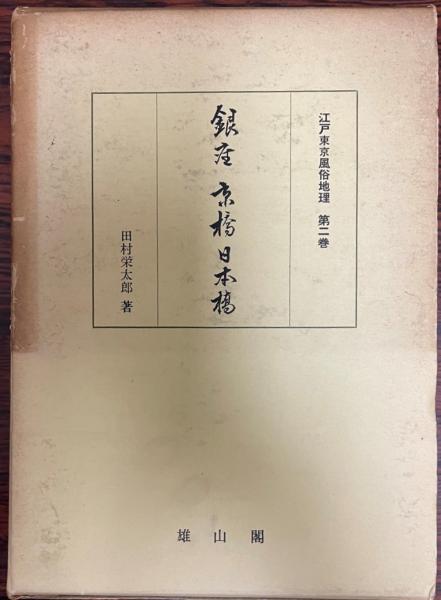 江戸東京風俗地理 第二巻
銀座 京橋 日本橋
田村栄太郎 著
雄山閣